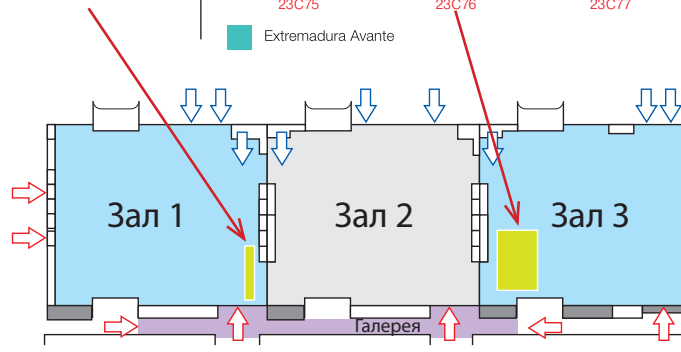 23C75 23C76 23C77
Extremadura Avante
Зал 1 Зал 2 Зал 3
Галерея